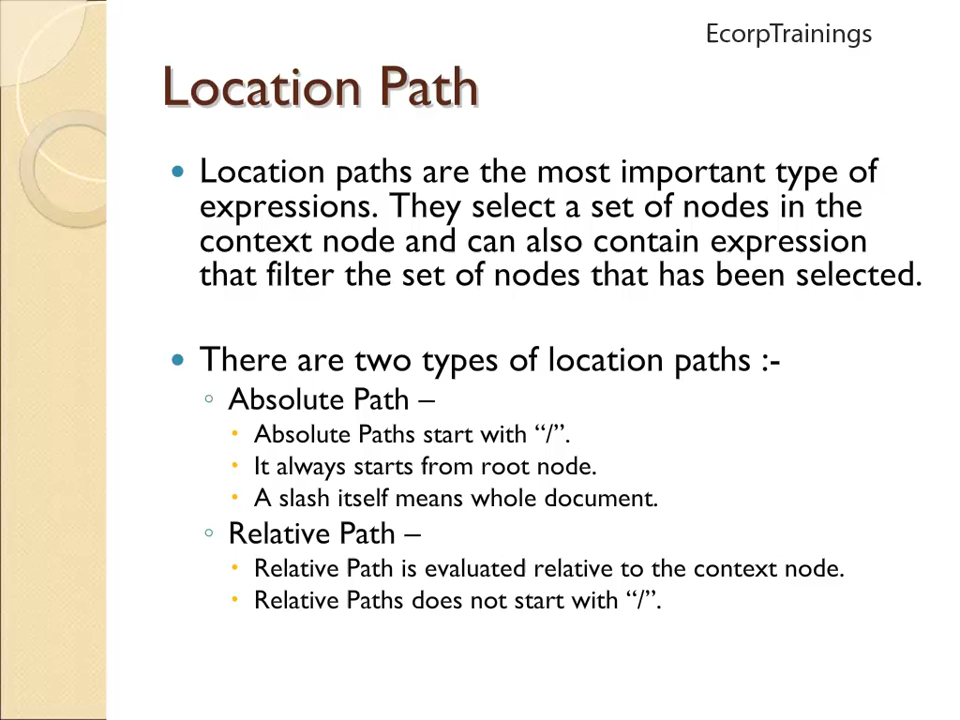 EcorpTrainings
Location Path
• Location paths are the most important type of
expressions. They select a set of nodes in the
context node and can also contain expression
that filter the set of nodes that has been selected.
• There are two types of location paths :-
◦ Absolute Path –
• Absolute Paths start with “/”.
• It always starts from root node.
• A slash itself means whole document.
◦ Relative Path –
• Relative Path is evaluated relative to the context node.
• Relative Paths does not start with “/”.